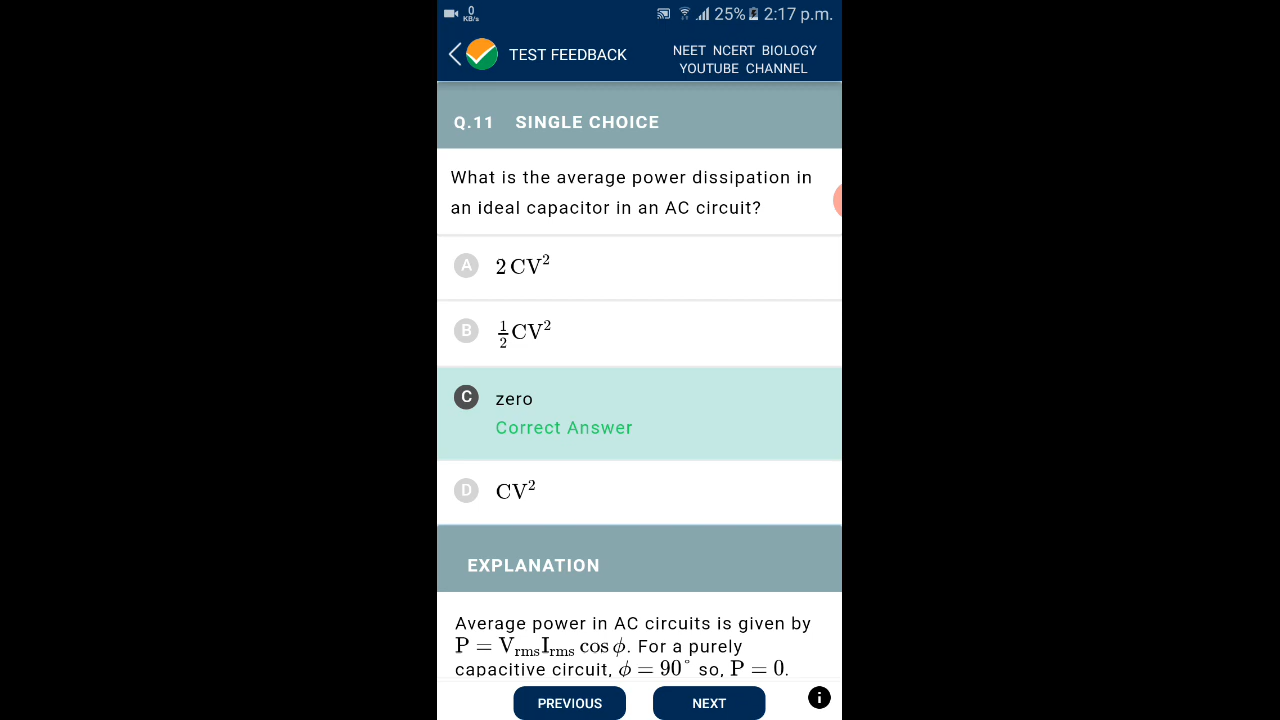 0 KB/s 25% 2:17 p.m.
TEST FEEDBACK
NEET NCERT BIOLOGY
YOUTUBE CHANNEL
Q.11 SINGLE CHOICE
What is the average power dissipation in
an ideal capacitor in an AC circuit?
A 2 CV²
B ½CV²
C zero
Correct Answer
D CV²
EXPLANATION
Average power in AC circuits is given by
P = VrmsIrms cos ϕ. For a purely
capacitive circuit, ϕ = 90° so, P = 0.
PREVIOUS NEXT i